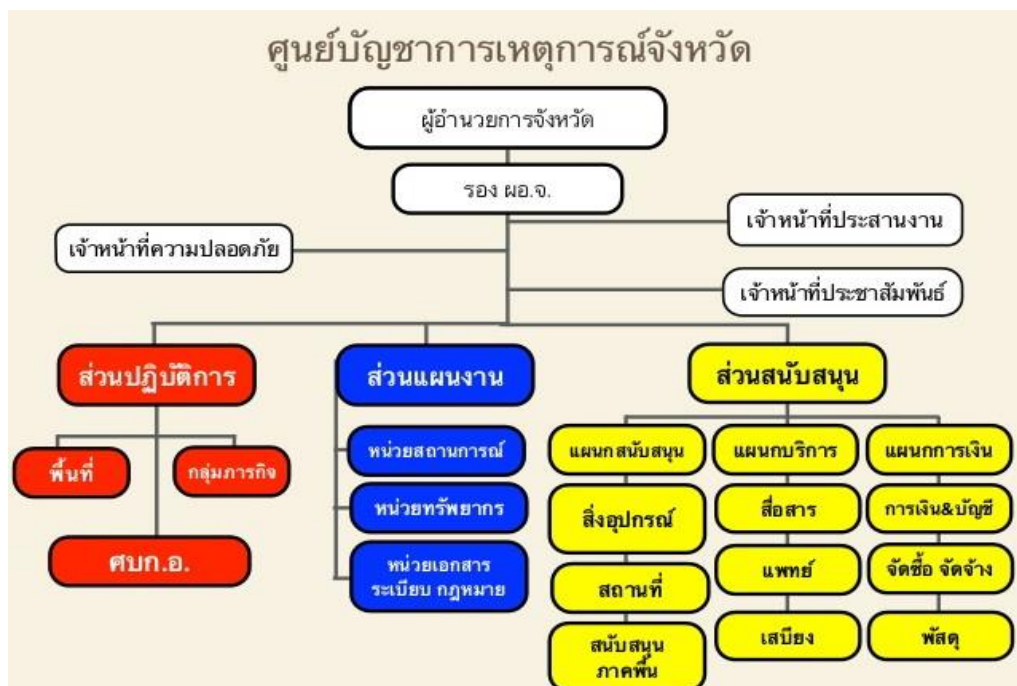 ศูนย์บัญชาการเหตุการณ์จังหวัด
ผู้อำนวยการจังหวัด
รอง ผอ.จ.
เจ้าหน้าที่ประสานงาน
เจ้าหน้าที่ความปลอดภัย
เจ้าหน้าที่ประชาสัมพันธ์
ส่วนปฏิบัติการ
ส่วนแผนงาน
ส่วนสนับสนุน
พื้นที่
กลุ่มภารกิจ
ศบก.อ.
หน่วยสถานการณ์
หน่วยทรัพยากร
หน่วยเอกสาร
ระเบียบ กฎหมาย
แผนกสนับสนุน
แผนกบริการ
แผนกการเงิน
สิ่งอุปกรณ์
สื่อสาร
การเงิน&บัญชี
สถานที่
แพทย์
จัดซื้อ จัดจ้าง
สนับสนุน
ภาคพื้น
เสบียง
พัสดุ